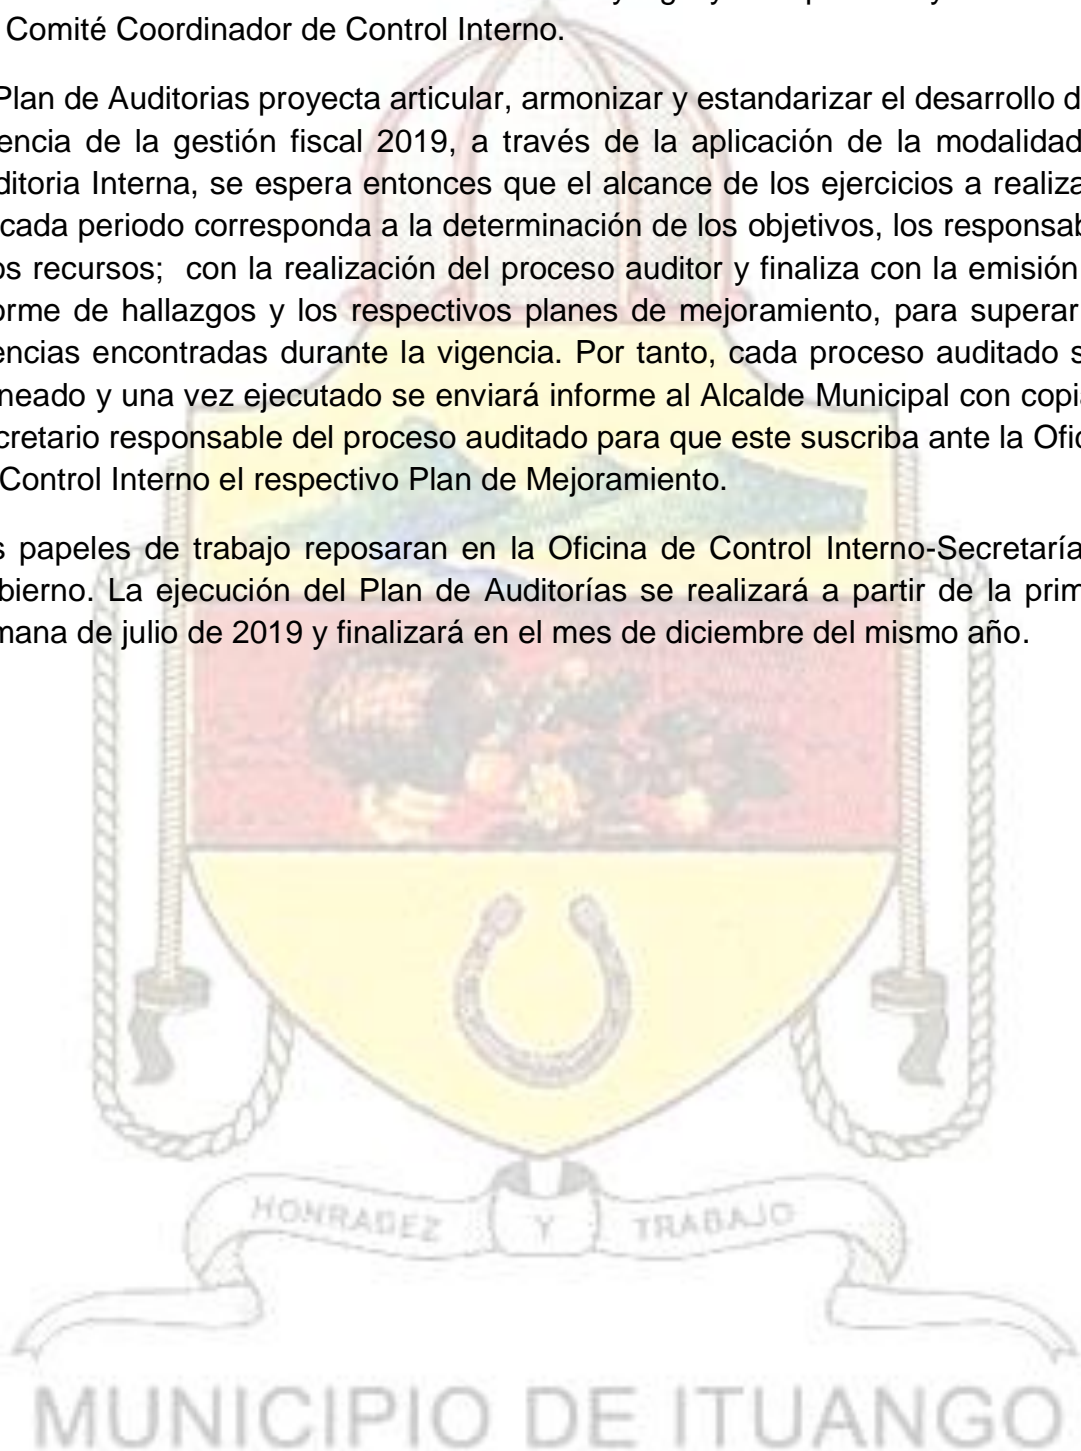 Comité Coordinador de Control Interno.
Plan de Auditorias proyecta articular, armonizar y estandarizar el desarrollo d
encia de la gestión fiscal 2019, a través de la aplicación de la modalidad
ditoria Interna, se espera entonces que el alcance de los ejercicios a realiza
cada periodo corresponda a la determinación de los objetivos, los responsab
os recursos; con la realización del proceso auditor y finaliza con la emisión
orme de hallazgos y los respectivos planes de mejoramiento, para superar
encias encontradas durante la vigencia. Por tanto, cada proceso auditado s
neado y una vez ejecutado se enviará informe al Alcalde Municipal con copia
cretario responsable del proceso auditado para que este suscriba ante la Ofic
Control Interno el respectivo Plan de Mejoramiento.
s papeles de trabajo reposaran en la Oficina de Control Interno-Secretaría
bierno. La ejecución del Plan de Auditorías se realizará a partir de la prim
mana de julio de 2019 y finalizará en el mes de diciembre del mismo año.
HONRADEZ Y TRABAJO
MUNICIPIO DE ITUANGO